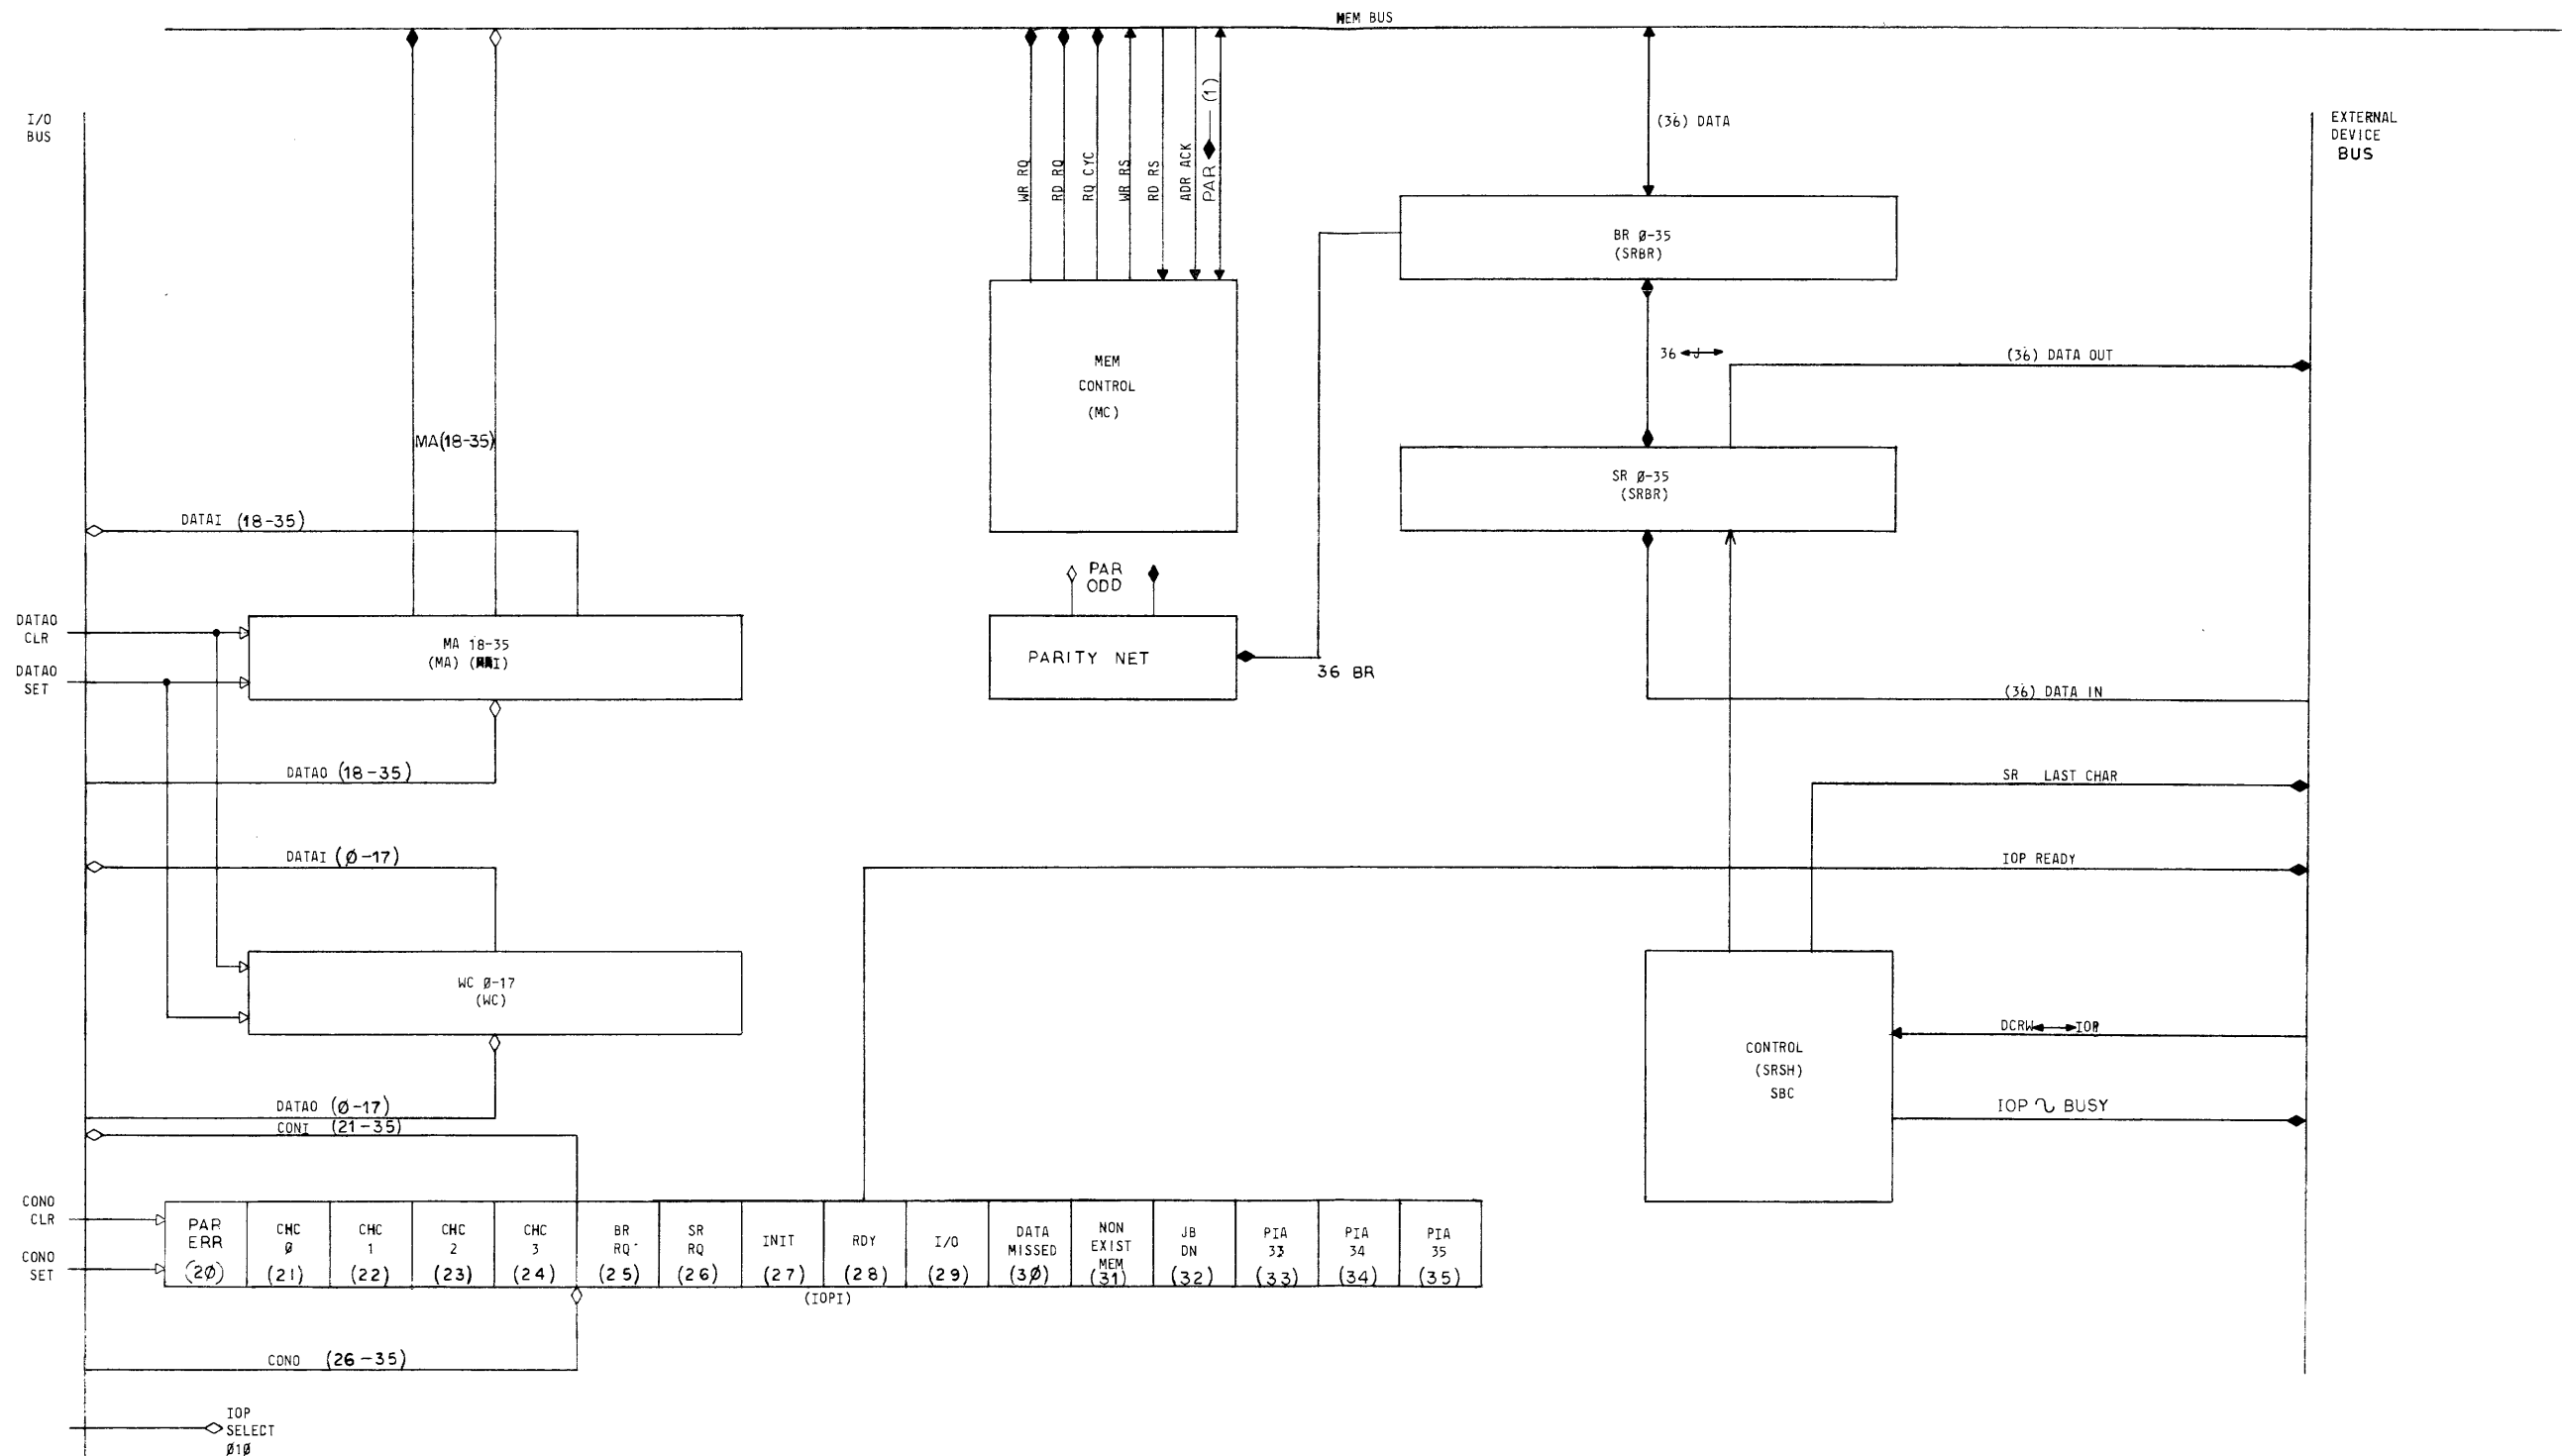 MEM BUS
I/O
BUS
EXTERNAL
DEVICE
BUS
WR RQ
RD RQ
RQ CYC
WR RS
RD RS
ADR ACK
PAR (1)
(36) DATA
BR Ø-35
(SRBR)
36 J
(36) DATA OUT
MEM
CONTROL
(MC)
MA(18-35)
SR Ø-35
(SRBR)
DATAI (18-35)
PAR
ODD
DATAO
CLR
DATAO
SET
MA 18-35
(MA)
PARITY NET
36 BR
(36) DATA IN
DATAO (18-35)
SR LAST CHAR
DATAI (Ø-17)
IOP READY
WC Ø-17
(WC)
DCRW IOP
CONTROL
(SRSH)
SBC
IOP ~ BUSY
DATAO (Ø-17)
CONI (21-35)
CONO
CLR
CONO
SET
PAR
ERR
(2Ø)
CHC
Ø
(21)
CHC
1
(22)
CHC
2
(23)
CHC
3
(24)
BR
RQ
(25)
SR
RQ
(26)
INIT
(27)
RDY
(28)
I/O
(29)
DATA
MISSED
(3Ø)
NON
EXIST
MEM
(31)
JB
DN
(32)
PIA
33
(33)
PIA
34
(34)
PIA
35
(35)
(IOPI)
CONO (26-35)
IOP
SELECT
Ø1Ø